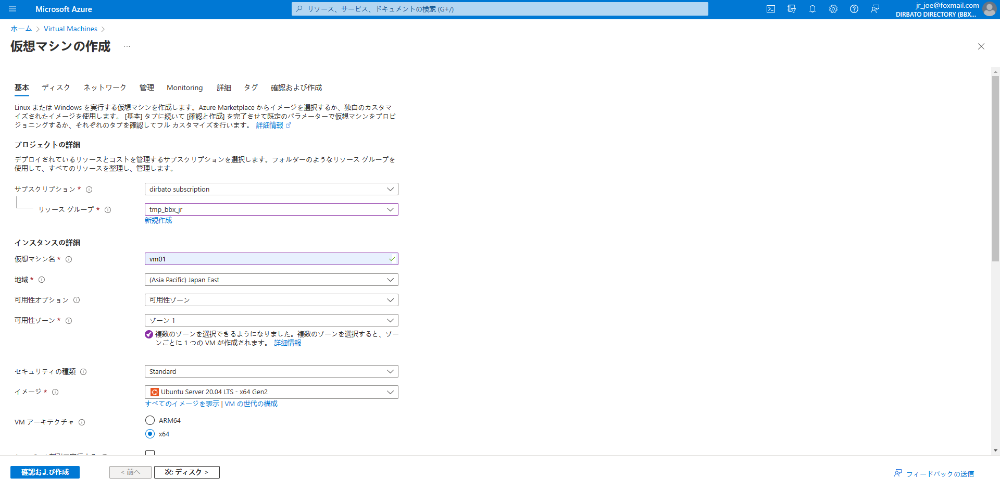 Microsoft Azure
リソース、サービス、ドキュメントの検索 (G+/)
jr_joe@foxmail.com
DIRBATO DIRECTORY (BBX...
ホーム > Virtual Machines >
仮想マシンの作成 ...
基本 ディスク ネットワーク 管理 Monitoring 詳細 タグ 確認および作成
Linux または Windows を実行する仮想マシンを作成します。Azure Marketplace からイメージを選択するか、独自のカスタマ
イズされたイメージを使用します。 [基本] タブに続いて [確認と作成] を完了させて既定のパラメーターで仮想マシンをプロビ
ジョニングするか、それぞれのタブを確認してフル カスタマイズを行います。 詳細情報
プロジェクトの詳細
デプロイされているリソースとコストを管理するサブスクリプションを選択します。フォルダーのようなリソース グループを
使用して、すべてのリソースを整理し、管理します。
サブスクリプション * dirbato subscription
リソース グループ * tmp_bbx_jr
新規作成
インスタンスの詳細
仮想マシン名 * vm01
地域 * (Asia Pacific) Japan East
可用性オプション 可用性ゾーン
可用性ゾーン * ゾーン 1
複数のゾーンを選択できるようになりました。複数のゾーンを選択すると、ゾー
ンごとに 1 つの VM が作成されます。 詳細情報
セキュリティの種類 Standard
イメージ * Ubuntu Server 20.04 LTS - x64 Gen2
すべてのイメージを表示 | VM の世代の構成
VM アーキテクチャ ARM64
x64
確認および作成 < 前へ 次: ディスク > フィードバックの送信